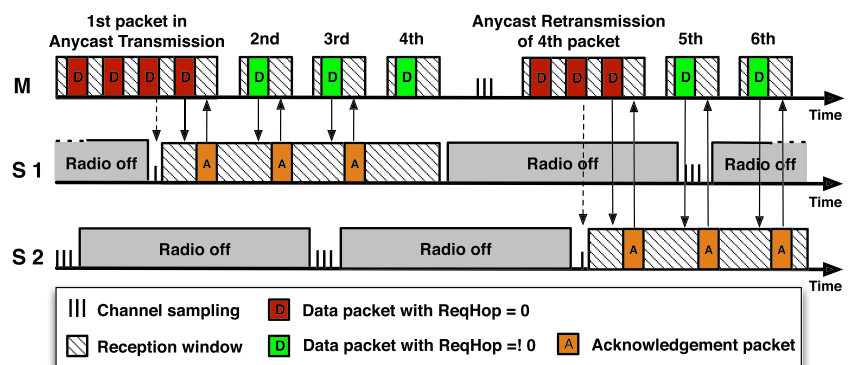 1st packet in
Anycast Transmission
2nd
3rd
4th
Anycast Retransmission
of 4th packet
5th
6th
M
D
D
D
D
D
D
D
D
D
D
D
D
Time
S 1
Radio off
A
A
A
Radio off
Radio off
Time
S 2
Radio off
Radio off
A
A
A
Time
Channel sampling
D
Data packet with ReqHop = 0
Reception window
D
Data packet with ReqHop =! 0
A
Acknowledgement packet